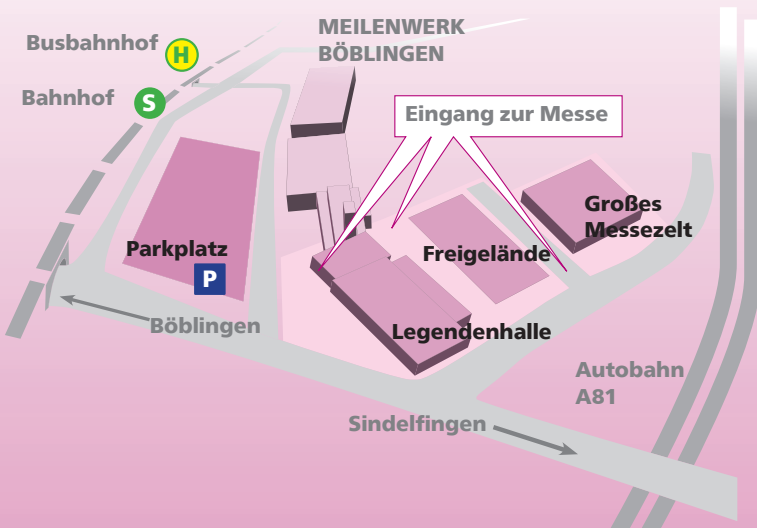 MEILENWERK
BÖBLINGEN
Busbahnhof H
Bahnhof S
Eingang zur Messe
Großes
Messezelt
Parkplatz
P
Freigelände
Böblingen
Legendenhalle
Autobahn
A81
Sindelfingen